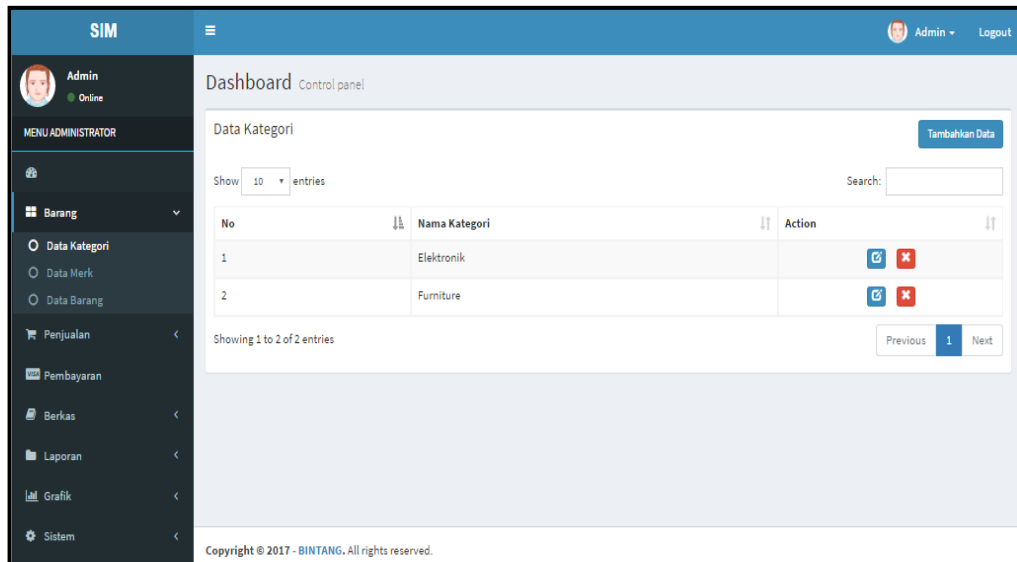 SIM
Admin
Logout
Admin
Online
MENU ADMINISTRATOR
Barang
Data Kategori
Data Merk
Data Barang
Penjualan
VISA Pembayaran
Berkas
Laporan
Grafik
Sistem
Dashboard Control panel
Data Kategori
Tambahkan Data
Show 10 entries
Search:
No Nama Kategori Action
1 Elektronik
2 Furniture
Showing 1 to 2 of 2 entries
Previous 1 Next
Copyright © 2017 - BINTANG. All rights reserved.